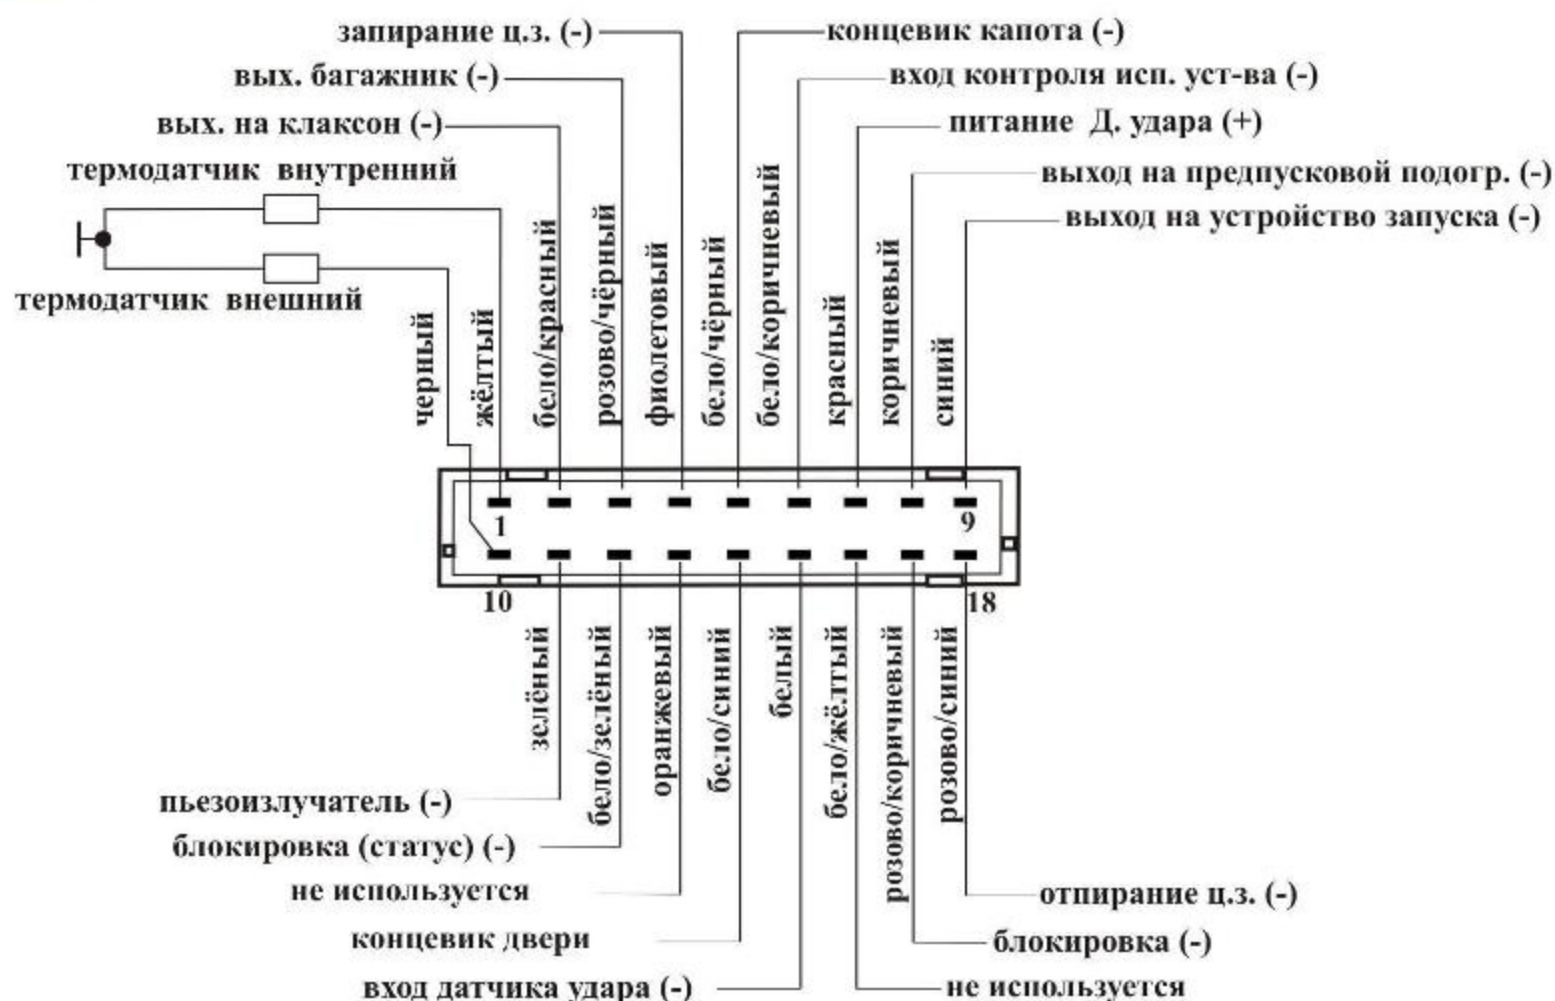 запирание ц.з. (-)
концевик капота (-)
вых. багажник (-)
вход контроля исп. уст-ва (-)
вых. на клаксон (-)
питание Д. удара (+)
термодатчик внутренний
выход на предпусковой подогр. (-)
выход на устройство запуска (-)
термодатчик внешний
черный
жёлтый
бело/красный
розово/чёрный
фиолетовый
бело/чёрный
бело/коричневый
красный
коричневый
синий
1
9
10
18
зелёный
бело/зелёный
оранжевый
бело/синий
белый
бело/жёлтый
розово/коричневый
розово/синий
пьезоизлучатель (-)
блокировка (статус) (-)
не используется
отпирание ц.з. (-)
концевик двери
блокировка (-)
вход датчика удара (-)
не используется